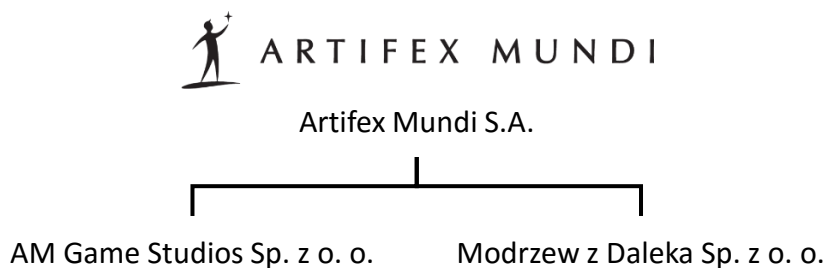 ARTIFEX MUNDI
Artifex Mundi S.A.
AM Game Studios Sp. z o. o.
Modrzew z Daleka Sp. z o. o.